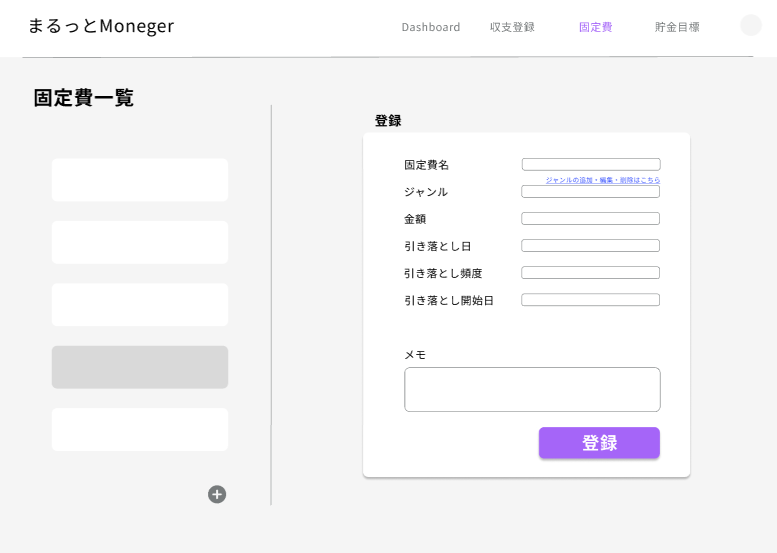 まるっとMoneger
Dashboard 収支登録 固定費 貯金目標
固定費一覧
登録
固定費名
ジャンルの追加・編集・削除はこちら
ジャンル
金額
引き落とし日
引き落とし頻度
引き落とし開始日
メモ
登録